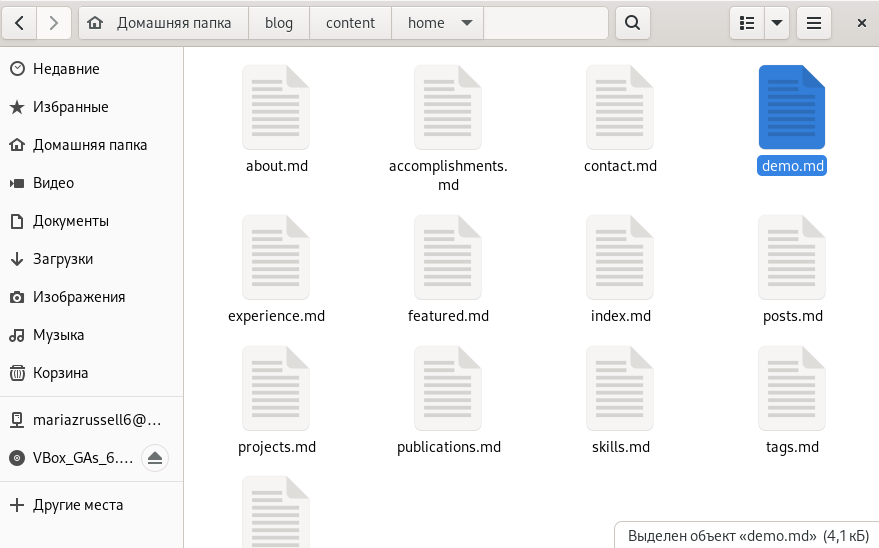 Домашняя папка
blog
content
home
Недавние
Избранные
Домашняя папка
Видео
Документы
Загрузки
Изображения
Музыка
Корзина
mariazrussell6@...
VBox_GAs_6....
Другие места
about.md
accomplishments.
md
contact.md
demo.md
experience.md
featured.md
index.md
posts.md
projects.md
publications.md
skills.md
tags.md
Выделен объект «demo.md» (4,1 кБ)